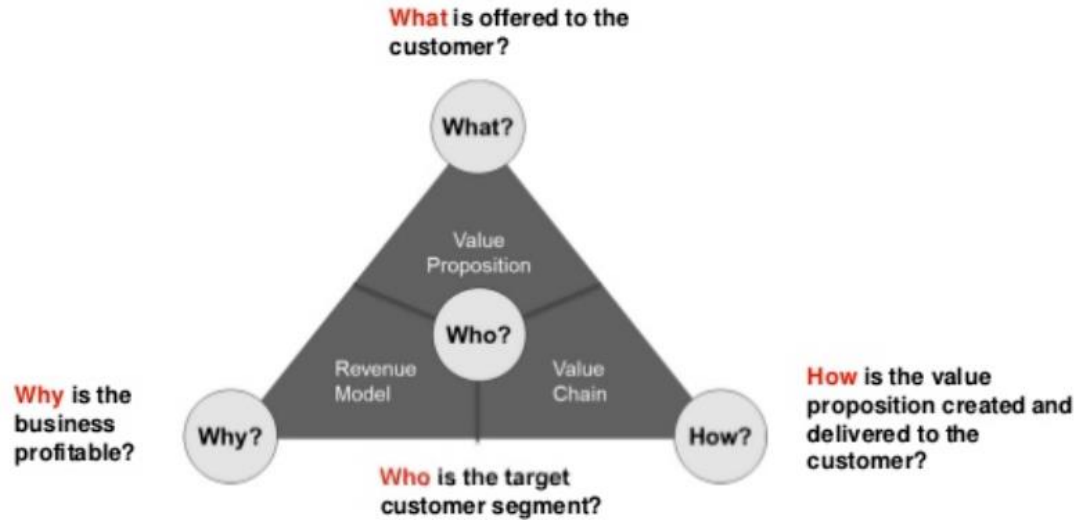 What is offered to the
customer?
What?
Value
Proposition
Who?
Revenue
Model
Value
Chain
Why is the
business
profitable?
Why?
How?
How is the value
proposition created and
delivered to the
customer?
Who is the target
customer segment?